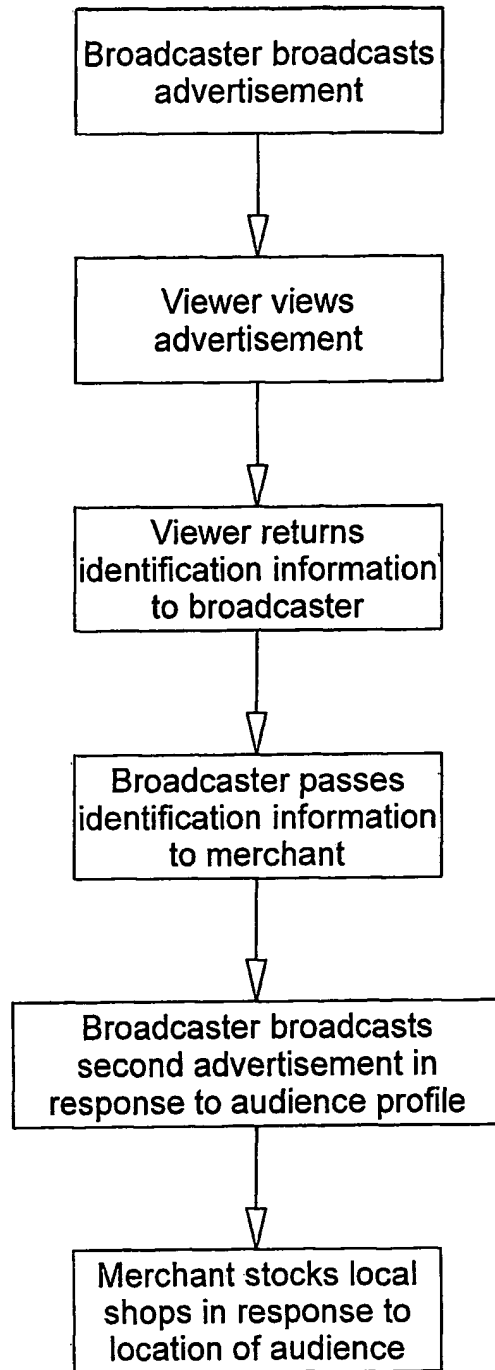 Broadcaster broadcasts
advertisement
Viewer views
advertisement
Viewer returns
identification information
to broadcaster
Broadcaster passes
identification information
to merchant
Broadcaster broadcasts
second advertisement in
response to audience profile
Merchant stocks local
shops in response to
location of audience